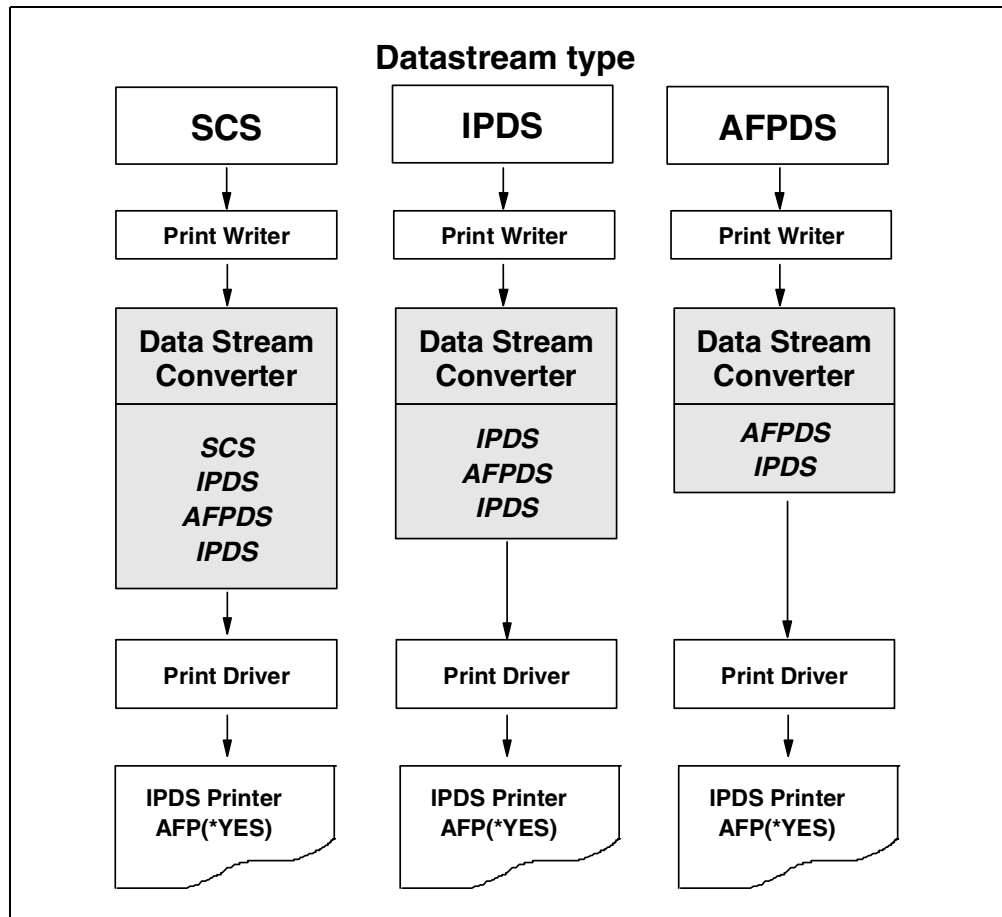 Datastream type
SCS
IPDS
AFPDS
Print Writer
Print Writer
Print Writer
Data Stream
Converter
Data Stream
Converter
Data Stream
Converter
SCS
IPDS
AFPDS
IPDS
IPDS
AFPDS
IPDS
AFPDS
IPDS
Print Driver
Print Driver
Print Driver
IPDS Printer
AFP(*YES)
IPDS Printer
AFP(*YES)
IPDS Printer
AFP(*YES)